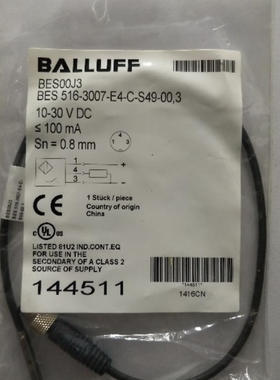 BALLUFF
BES00J3
BES 516-3007-E4-C-S49-00,3
10-30 V DC
≤ 100 mA
Sn = 0.8 mm
1 Stück / piece
Country of origin
China
CE
UL
LISTED 81U2 IND.CONT.EQ
FOR USE IN THE
SECONDARY OF A CLASS 2
SOURCE OF SUPPLY
144511
"144511"
1416CN